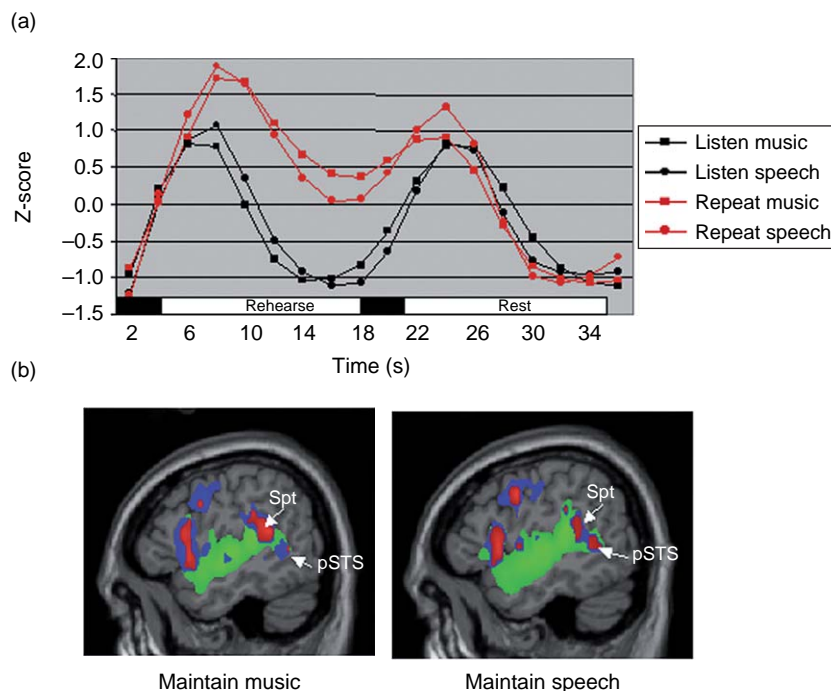 (a)
2.0
1.5
1.0
0.5
0.0
–0.5
–1.0
–1.5
Z-score
Rehearse
Rest
2 6 10 14 18 22 26 30 34
Time (s)
Listen music
Listen speech
Repeat music
Repeat speech
(b)
Spt
pSTS
Spt
pSTS
Maintain music
Maintain speech